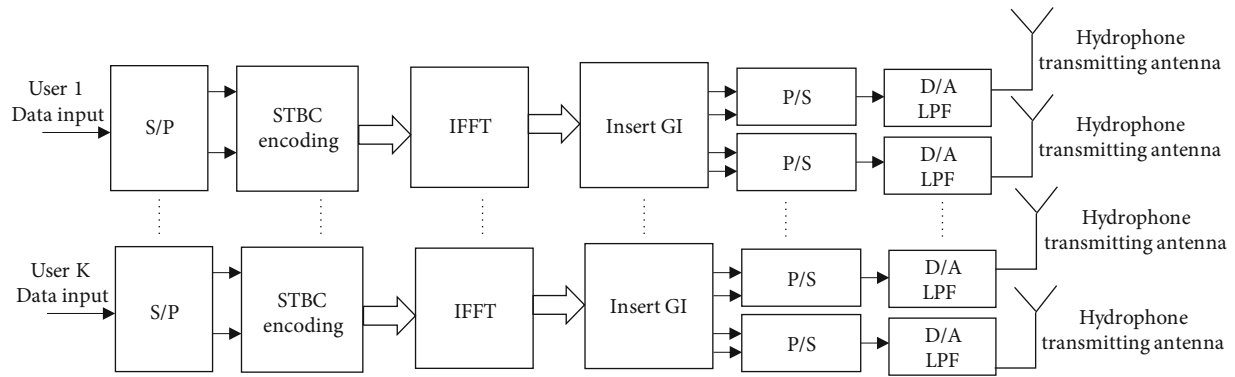 User 1
Data input
S/P
STBC
encoding
IFFT
Insert GI
P/S
D/A
LPF
Hydrophone
transmitting antenna
P/S
D/A
LPF
Hydrophone
transmitting antenna
User K
Data input
S/P
STBC
encoding
IFFT
Insert GI
P/S
D/A
LPF
Hydrophone
transmitting antenna
P/S
D/A
LPF
Hydrophone
transmitting antenna